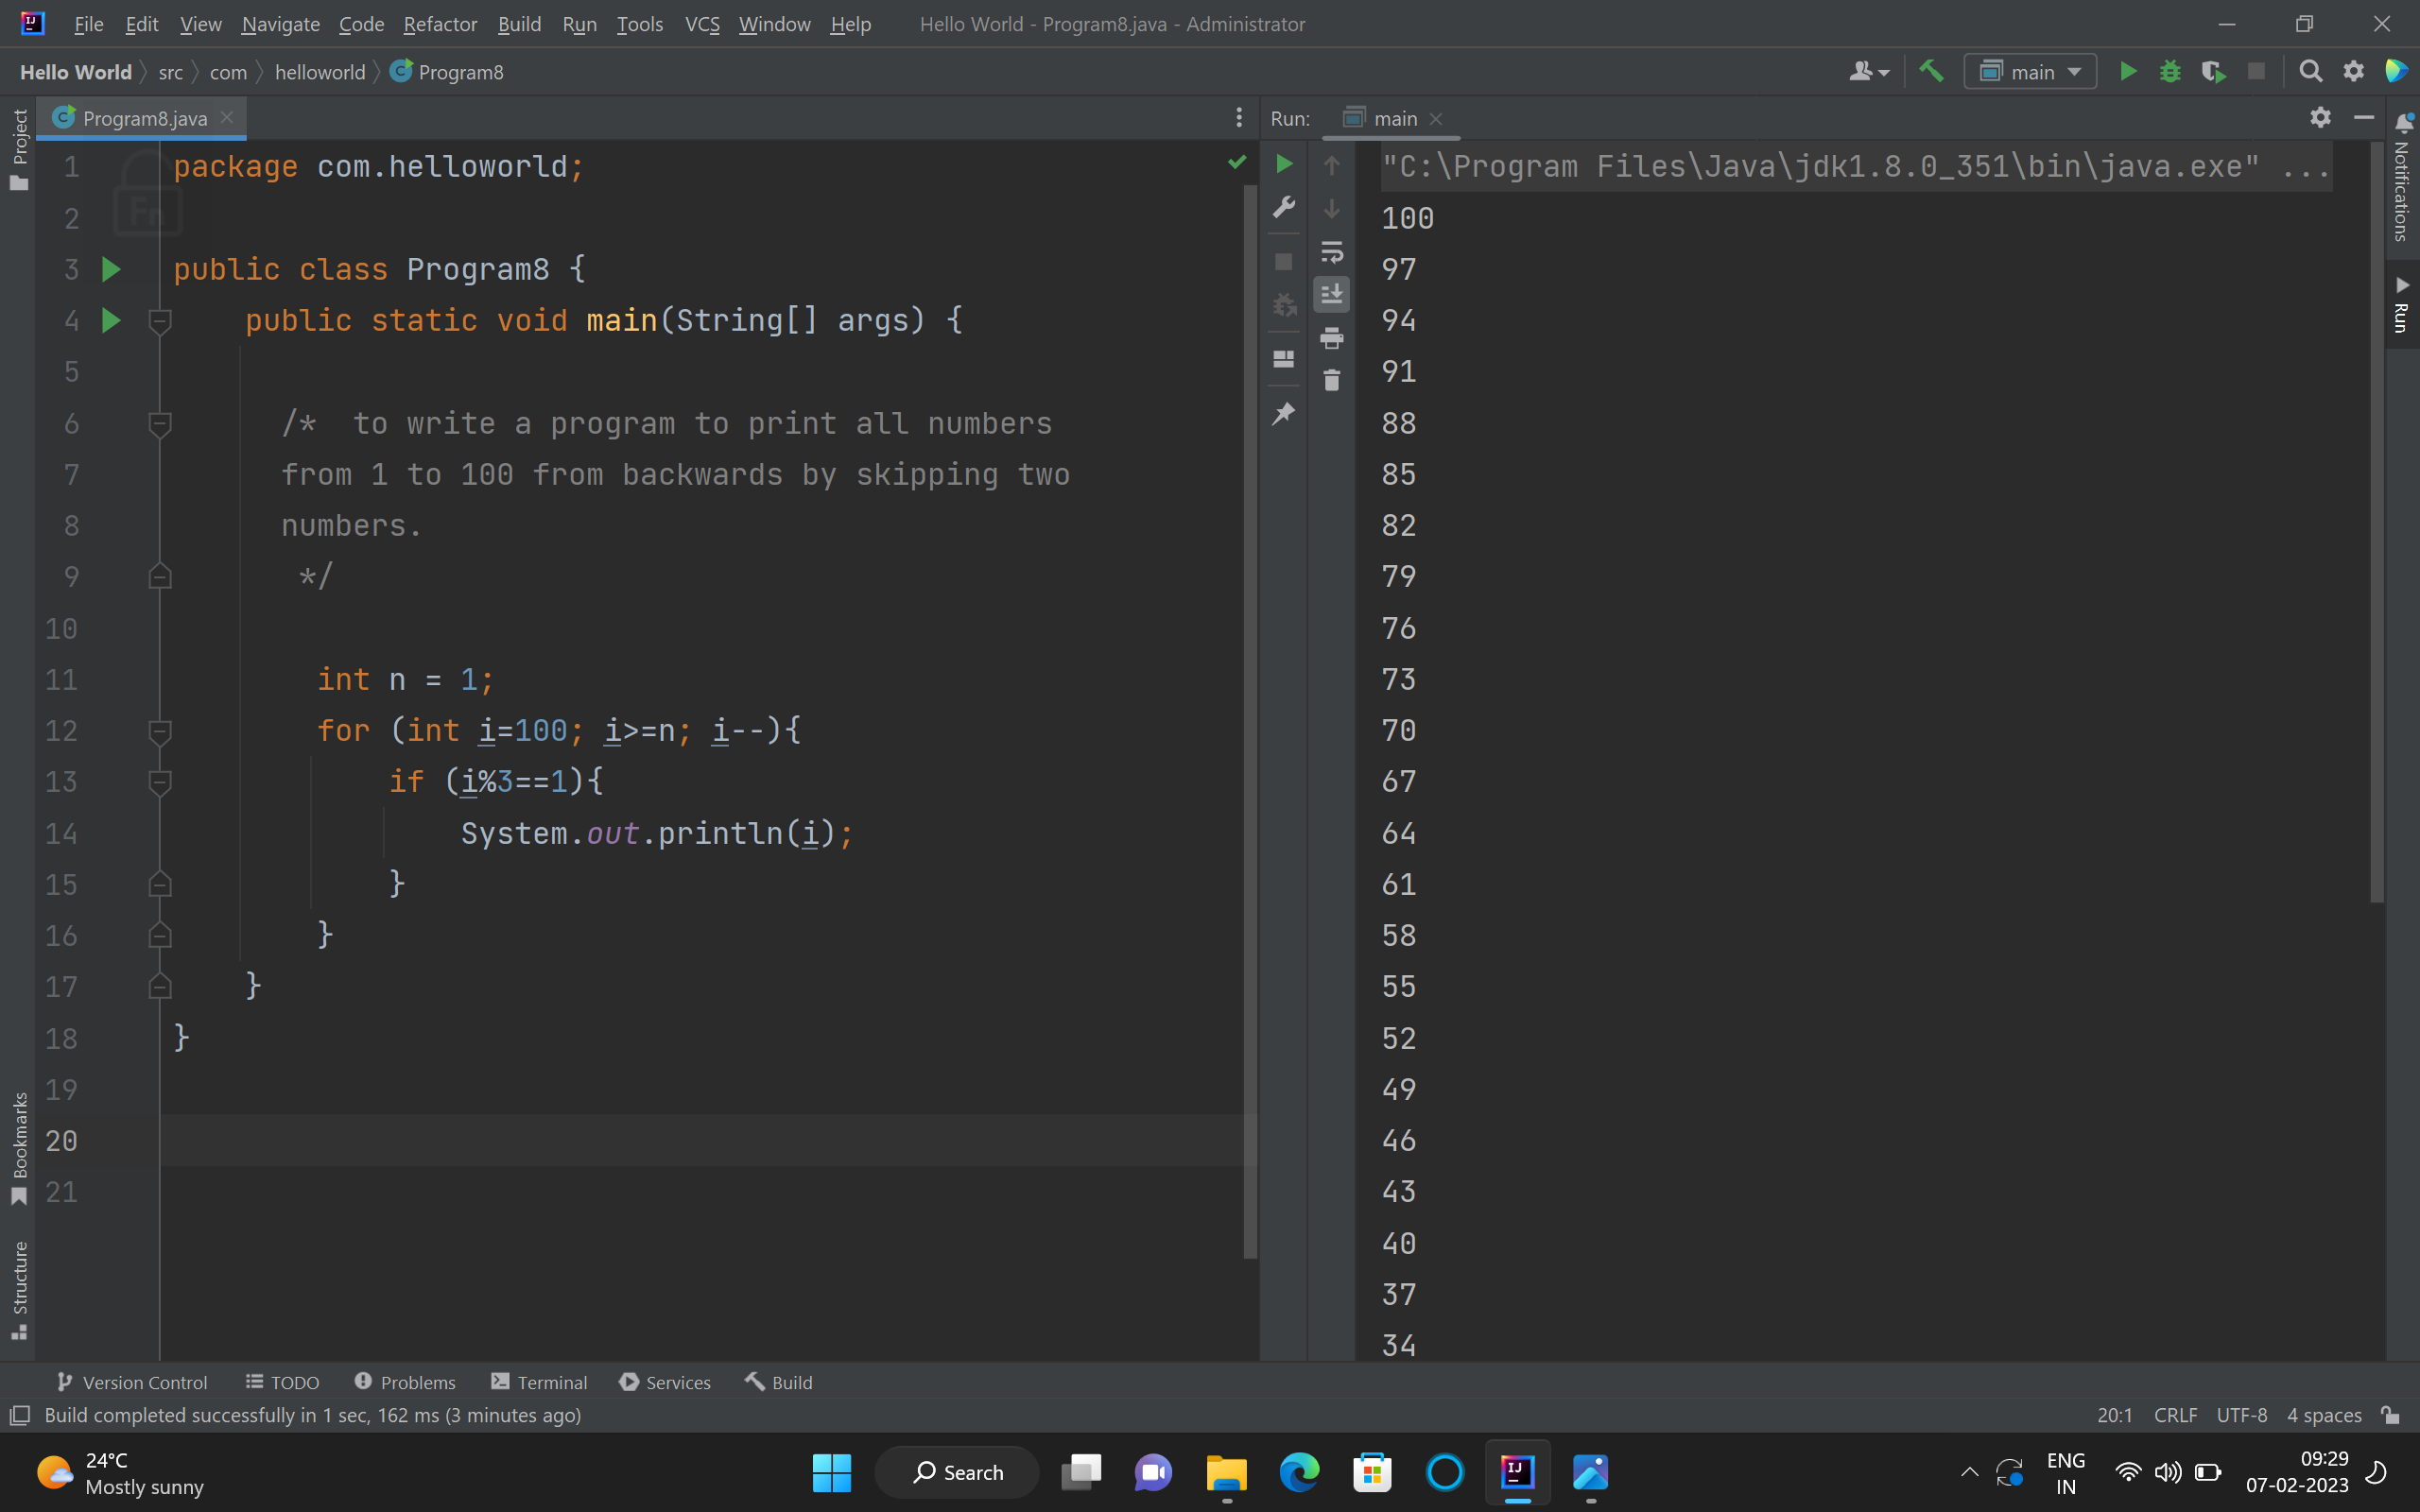 File Edit View Navigate Code Refactor Build Run Tools VCS Window Help Hello World - Program8.java - Administrator
Hello World src com helloworld Program8 main
Project
Program8.java
1 package com.helloworld;
2
3 public class Program8 {
4 public static void main(String[] args) {
5
6 /*  to write a program to print all numbers
7 from 1 to 100 from backwards by skipping two
8 numbers.
9 */
10
11 int n = 1;
12 for (int i=100; i>=n; i--){
13 if (i%3==1){
14 System.out.println(i);
15 }
16 }
17 }
18 }
19
20
21
Fn
Bookmarks
Structure
Run: main
"C:\Program Files\Java\jdk1.8.0_351\bin\java.exe" ...
100
97
94
91
88
85
82
79
76
73
70
67
64
61
58
55
52
49
46
43
40
37
34
Notifications
Run
Version Control TODO Problems Terminal Services Build
Build completed successfully in 1 sec, 162 ms (3 minutes ago) 20:1 CRLF UTF-8 4 spaces
24°C
Mostly sunny
Search
ENG
IN
09:29
07-02-2023